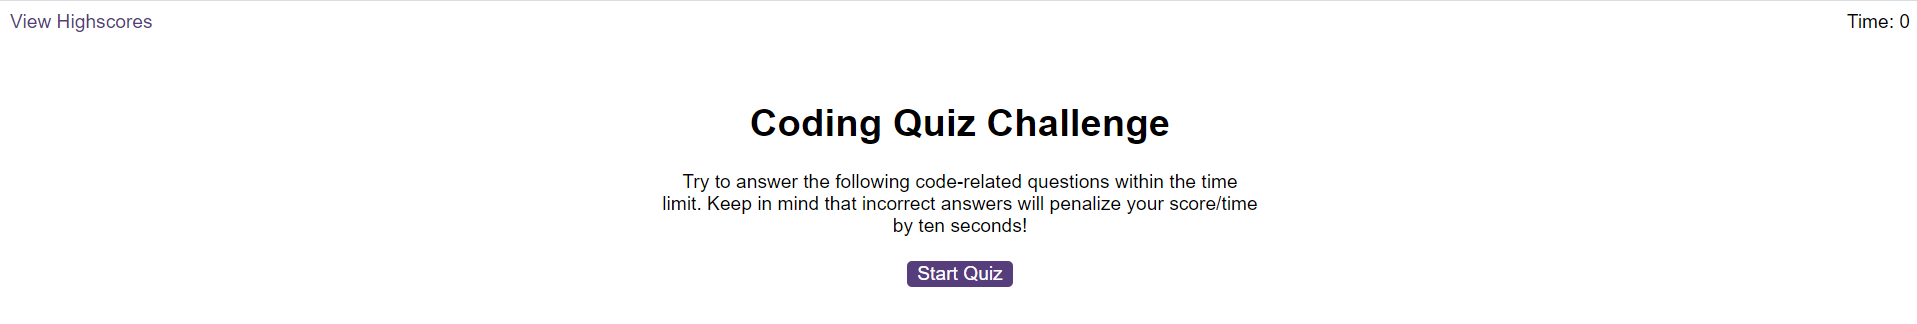 View Highscores
Time: 0
Coding Quiz Challenge
Try to answer the following code-related questions within the time
limit. Keep in mind that incorrect answers will penalize your score/time
by ten seconds!
Start Quiz